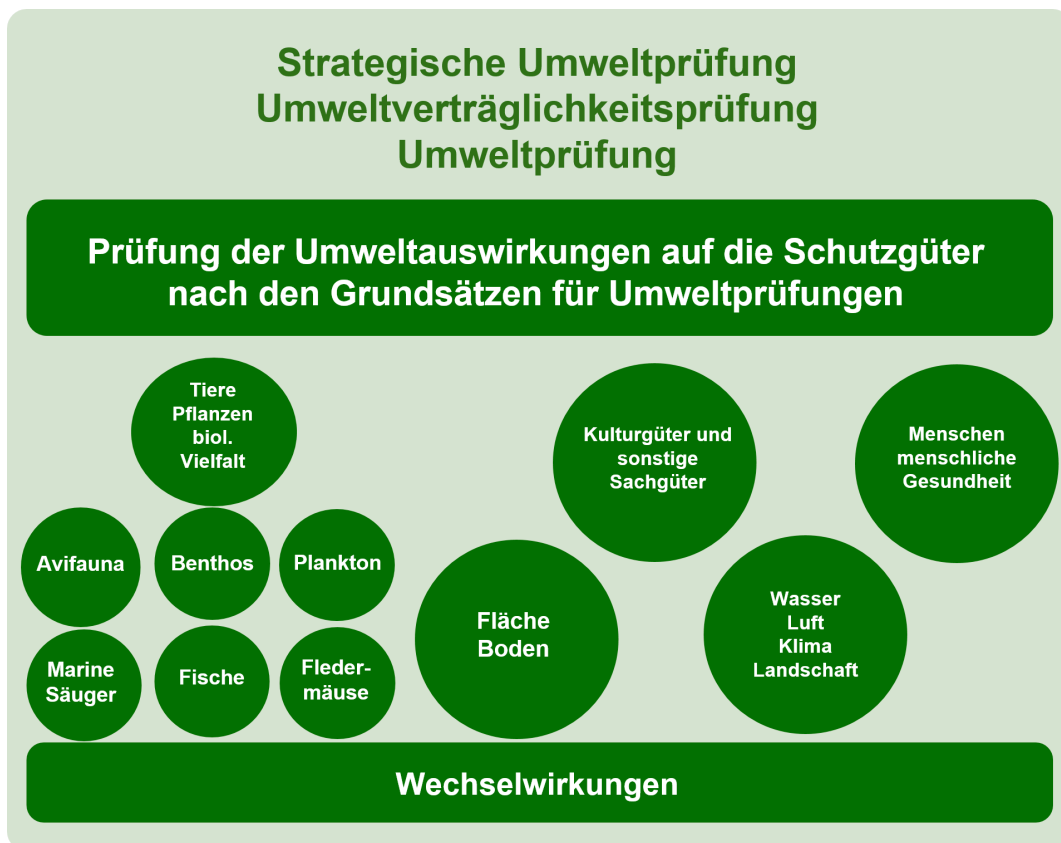 Strategische Umweltprüfung
Umweltverträglichkeitsprüfung
Umweltprüfung
Prüfung der Umweltauswirkungen auf die Schutzgüter
nach den Grundsätzen für Umweltprüfungen
Tiere
Pflanzen
biol.
Vielfalt
Avifauna
Benthos
Plankton
Marine
Säuger
Fische
Fleder-
mäuse
Fläche
Boden
Kulturgüter und
sonstige
Sachgüter
Wasser
Luft
Klima
Landschaft
Menschen
menschliche
Gesundheit
Wechselwirkungen